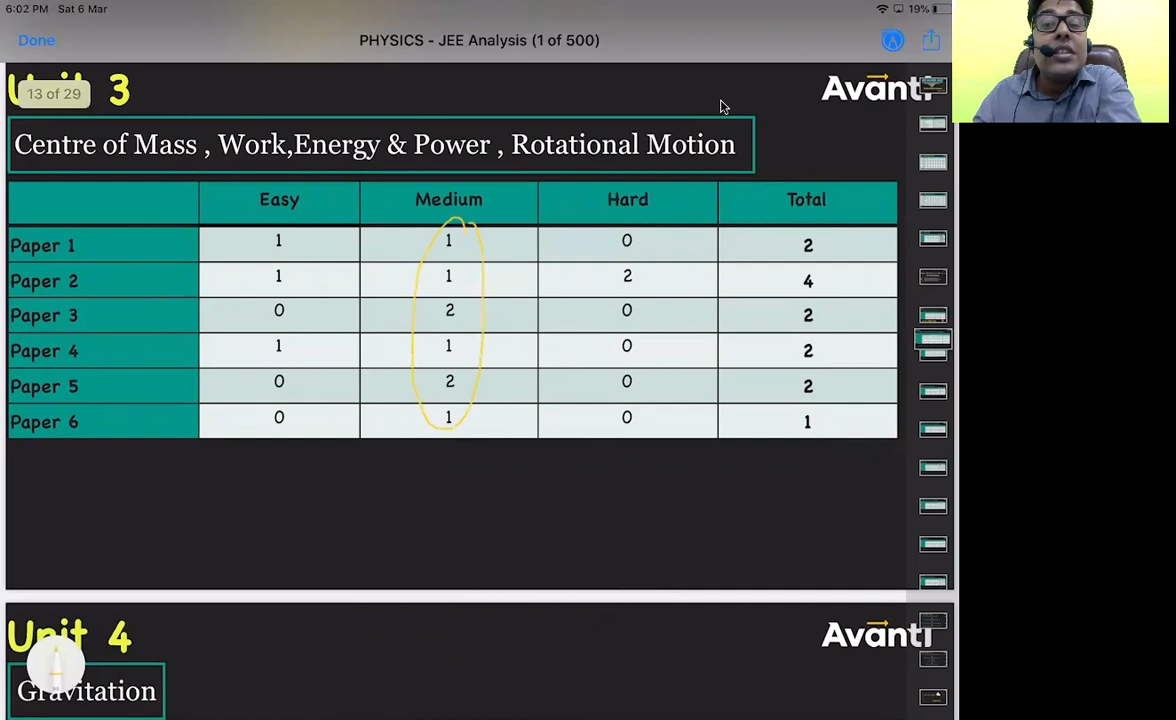 6:02 PM Sat 6 Mar 19%
Done PHYSICS - JEE Analysis (1 of 500)
13 of 29
3
Avanti
Centre of Mass , Work,Energy & Power , Rotational Motion
Easy Medium Hard Total
Paper 1 1 1 0 2
Paper 2 1 1 2 4
Paper 3 0 2 0 2
Paper 4 1 1 0 2
Paper 5 0 2 0 2
Paper 6 0 1 0 1
Unit 4
Avanti
Gravitation